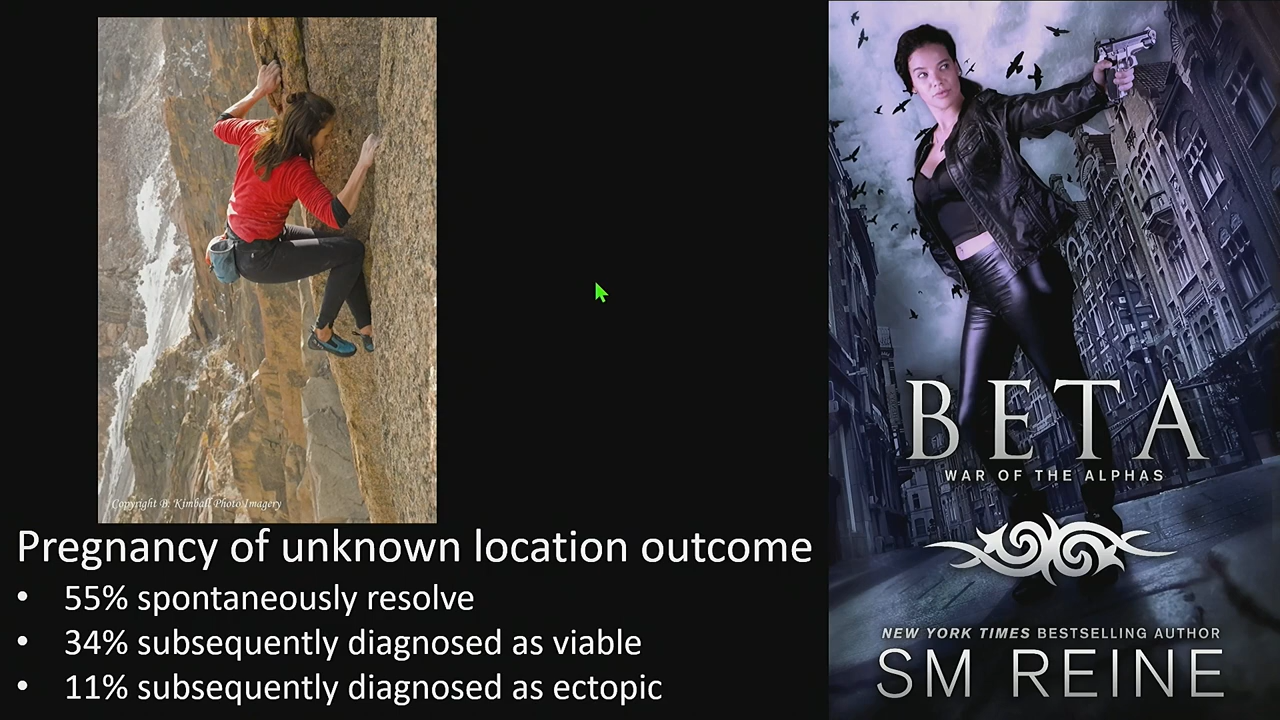 Copyright B. Kimball Photo Imagery
Pregnancy of unknown location outcome
• 55% spontaneously resolve
• 34% subsequently diagnosed as viable
• 11% subsequently diagnosed as ectopic
BETA
WAR OF THE ALPHAS
NEW YORK TIMES BESTSELLING AUTHOR
SM REINE